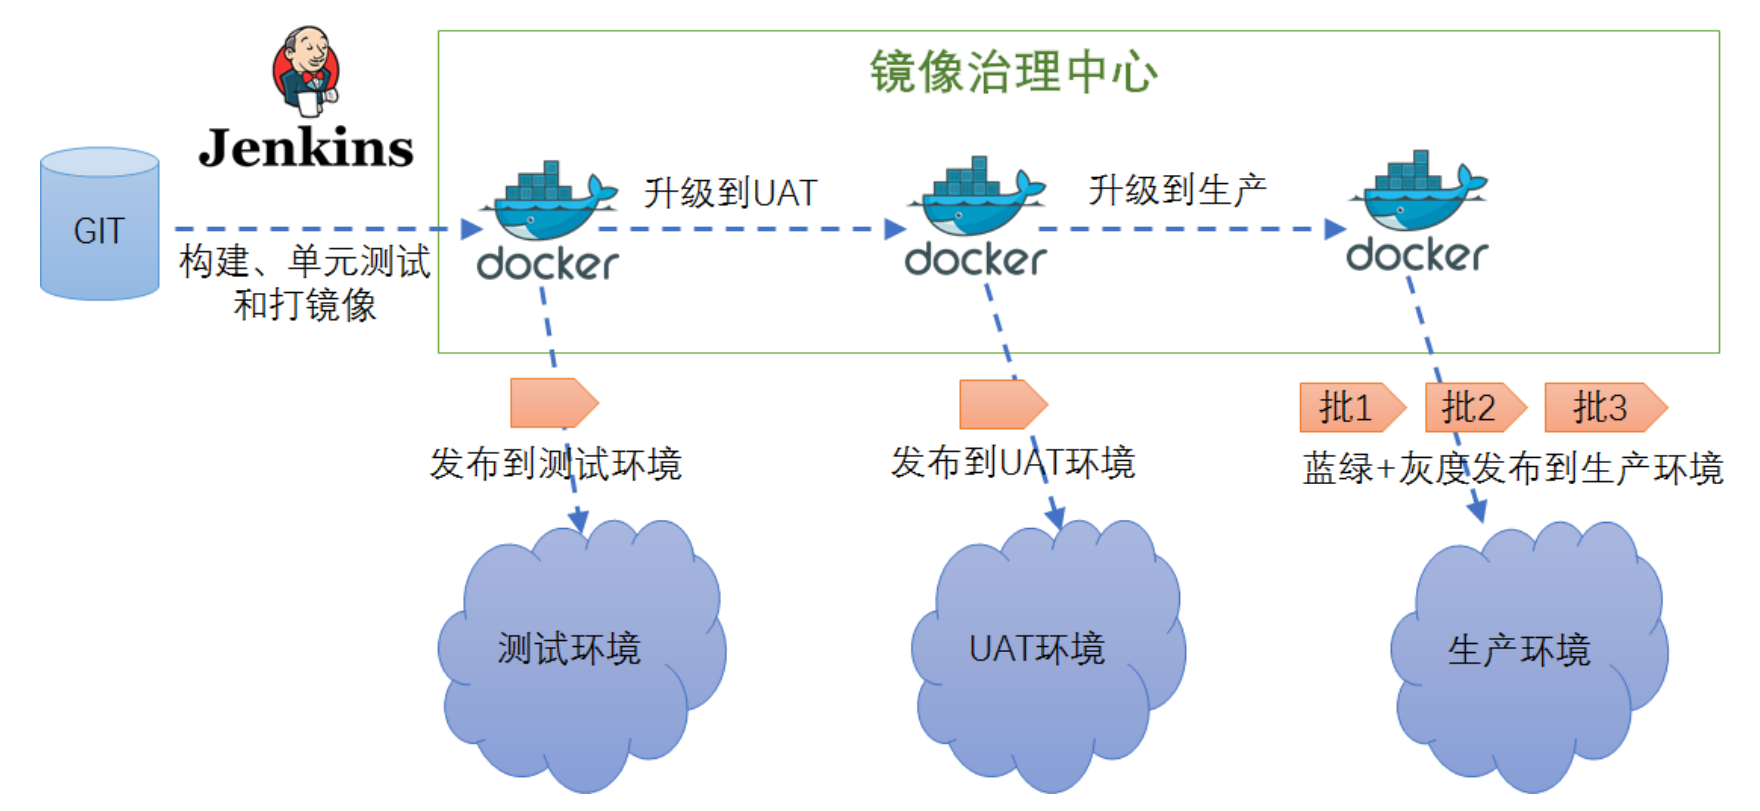 镜像治理中心
Jenkins
GIT
构建、单元测试
和打镜像
docker
升级到UAT
docker
升级到生产
docker
发布到测试环境
发布到UAT环境
批1
批2
批3
蓝绿+灰度发布到生产环境
测试环境
UAT环境
生产环境